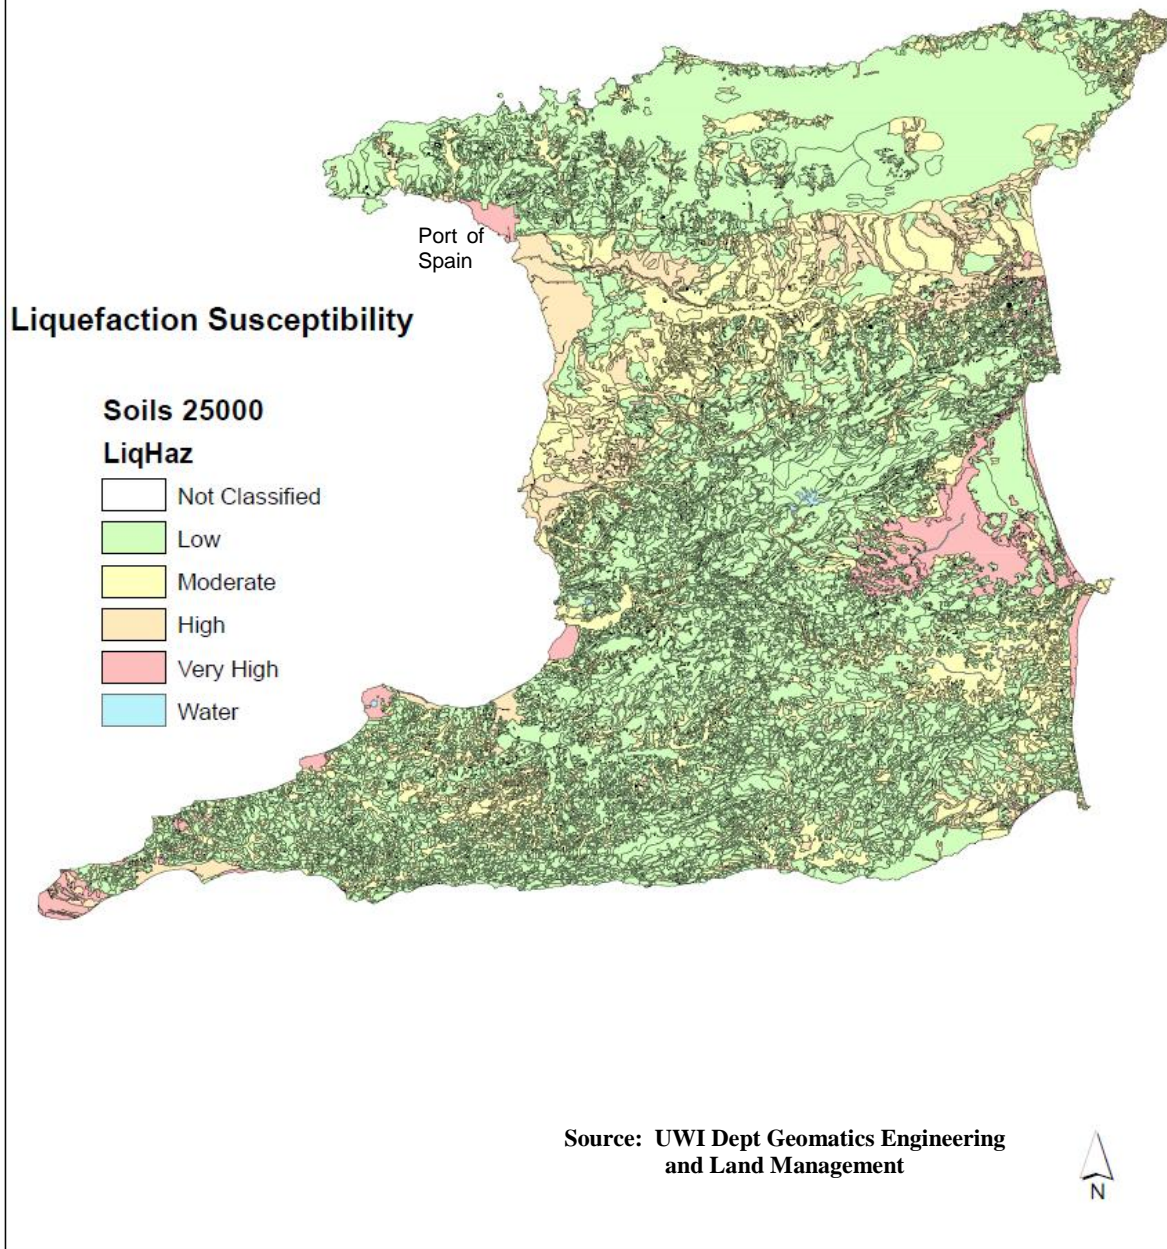 Port of
Spain
Liquefaction Susceptibility
Soils 25000
LiqHaz
Not Classified
Low
Moderate
High
Very High
Water
Source: UWI Dept Geomatics Engineering
and Land Management
N